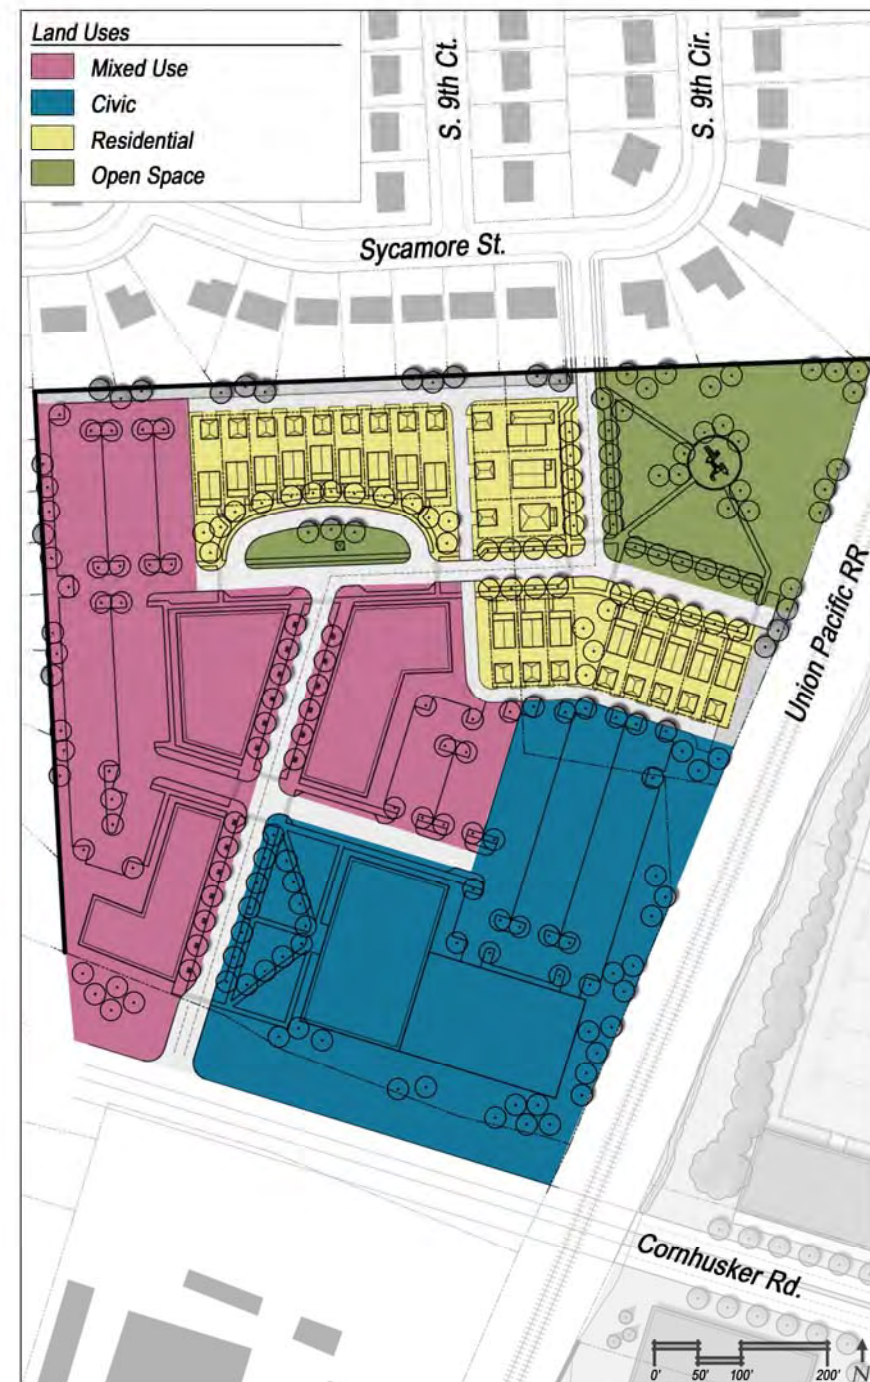 Land Uses
Mixed Use
Civic
Residential
Open Space
S. 9th Ct.
S. 9th Cir.
Sycamore St.
Union Pacific RR
Cornhusker Rd.
0' 50' 100' 200' N